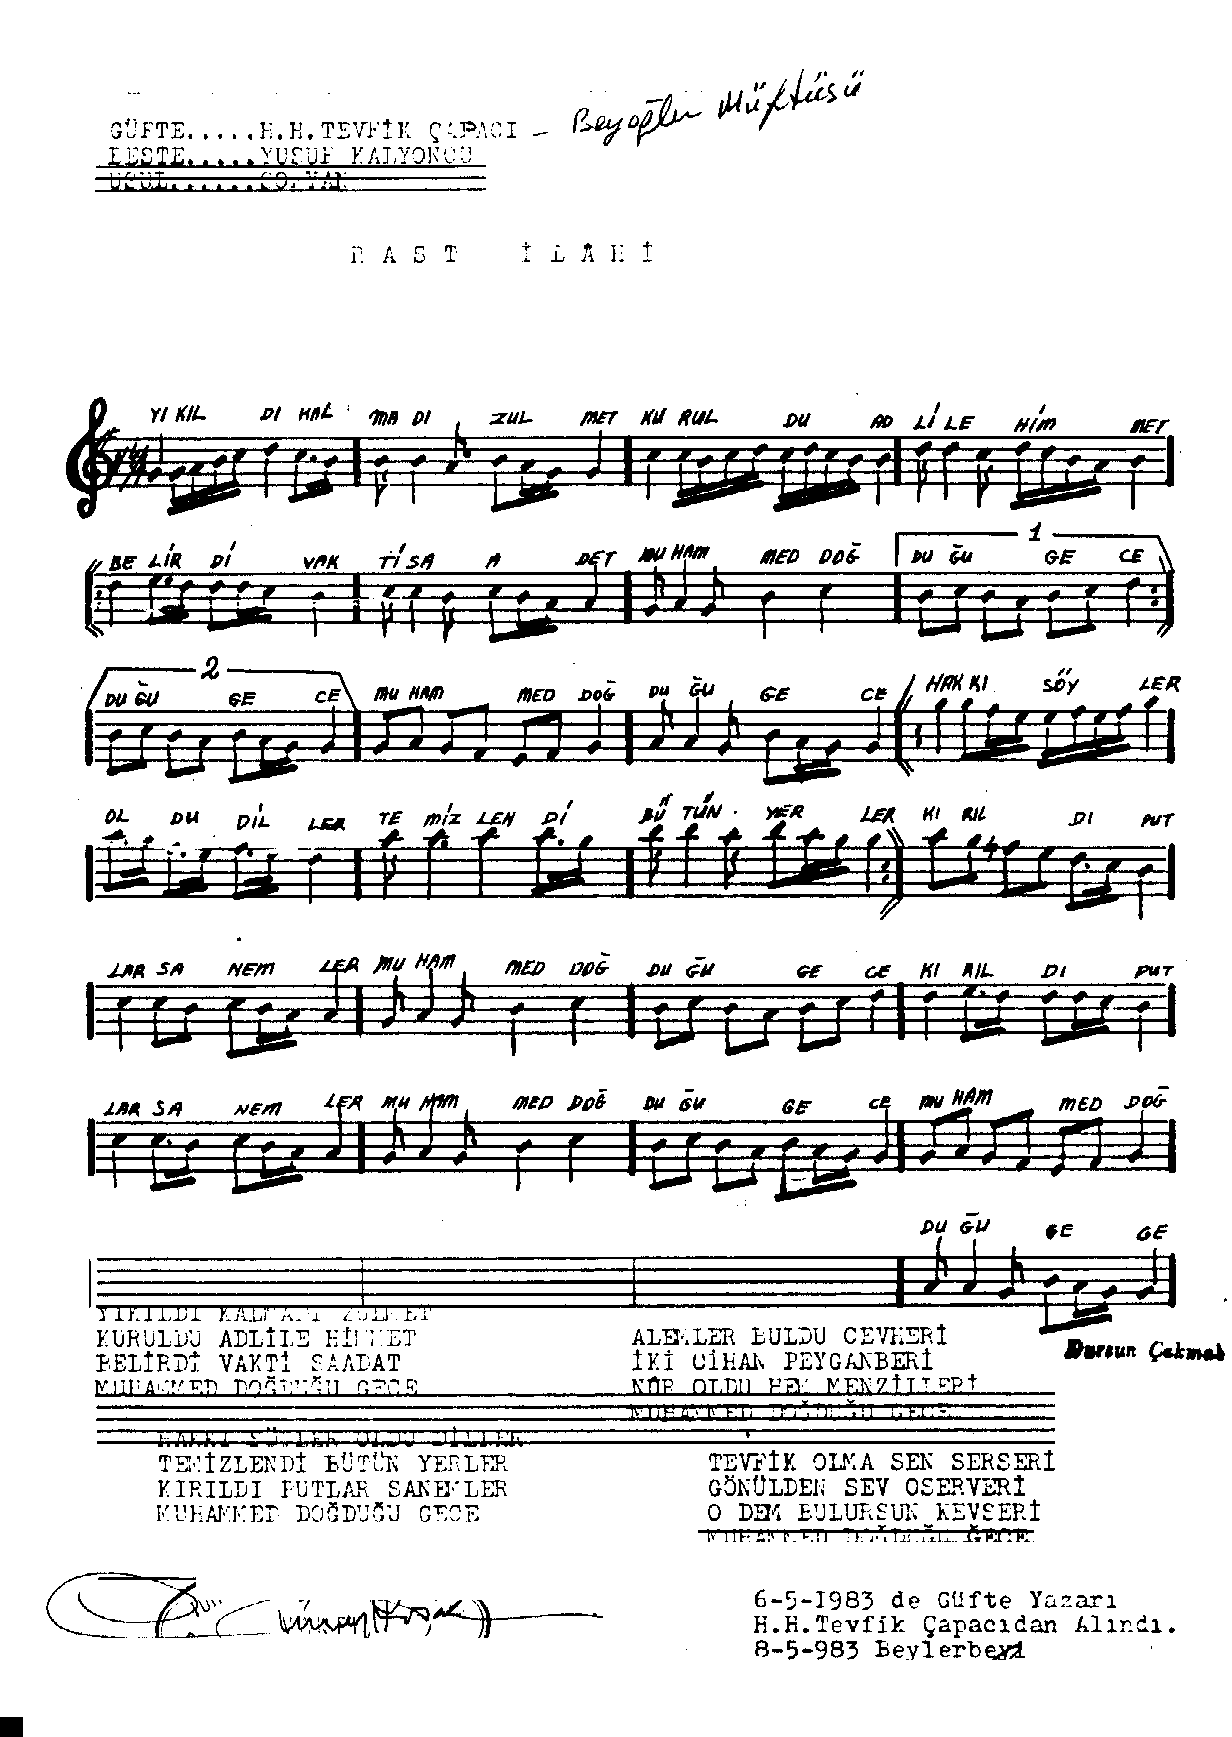 GÜFTE.....H.H.TEVFİK ÇAPACI – Beyoğlu Müftüsü
BESTE.....YUSUF KALYONCU
USUL......SOFYAN
RAST İLÂHİ
YI KIL DI KAL MA DI ZUL MET KU RUL DU AD Lİ LE HİM MET
BE LİR Dİ VAK Tİ SA A DET MU HAM MED DOĞ DU ĞU GE CE
1
2
DU ĞU GE CE MU HAM MED DOĞ DU ĞU GE CE HAK KI SÖY LER
OL DU DİL LER TE MİZ LEN Dİ BÜ TÜN YER LER KI RIL DI PUT
LAR SA NEM LER MU HAM MED DOĞ DU ĞU GE CE KI RIL DI PUT
LAR SA NEM LER MU HAM MED DOĞ DU ĞU GE CE MU HAM MED DOĞ
DU ĞU GE GE
YIKILDI KALMADI ZULMET
KURULDU ADLİLE HİMMET
BELİRDİ VAKTİ SAADAT
MUHAMMED DOĞDUĞU GECE
HAKKI SÖYLER OLDU DİLLER
TEMİZLENDİ BÜTÜN YERLER
KIRILDI PUTLAR SANEMLER
MUHAMMED DOĞDUĞU GECE
ALEMLER BULDU CEVHERİ
İKİ CİHAN PEYGANBERİ
NÛR OLDU HEM MENZİLLERİ
MUHAMMED DOĞDUĞU GECE
TEVFİK OLMA SEN SERSERİ
GÖNÜLDEN SEV OSERVERİ
O DEM BULURSUN KEVSERİ
MUHAMMED DOĞDUĞU GECE
Dursun Çakmak
6-5-1983 de Güfte Yazarı
H.H.Tevfik Çapacıdan Alındı.
8-5-983 Beylerbeyi